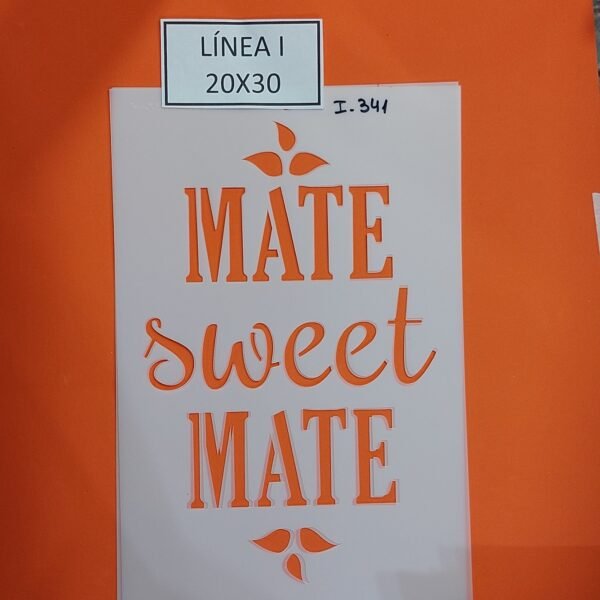 LÍNEA I
20X30
I-341
MATE
sweet
MATE